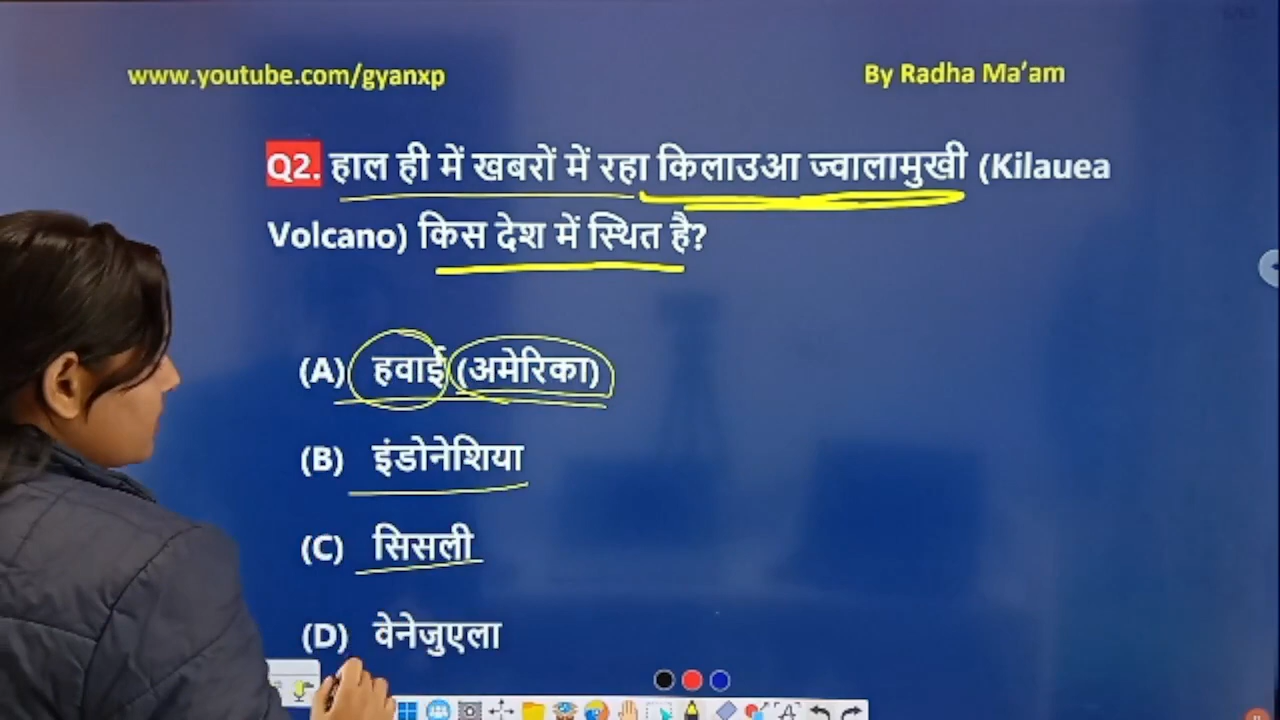 www.youtube.com/gyanxp
By Radha Ma’am
Q2. हाल ही में खबरों में रहा किलाउआ ज्वालामुखी (Kilauea
Volcano) किस देश में स्थित है?
(A) हवाई (अमेरिका)
(B) इंडोनेशिया
(C) सिसली
(D) वेनेजुएला